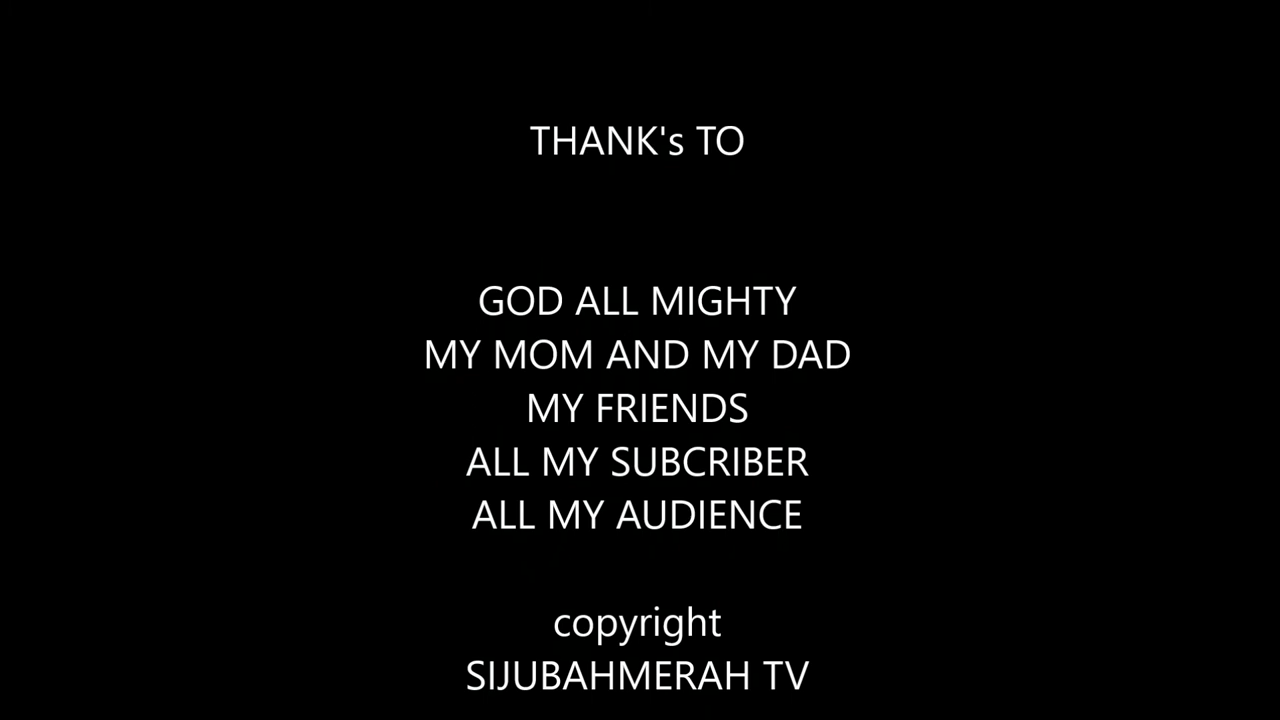 THANK's TO
GOD ALL MIGHTY
MY MOM AND MY DAD
MY FRIENDS
ALL MY SUBCRIBER
ALL MY AUDIENCE
copyright
SIJUBAHMERAH TV